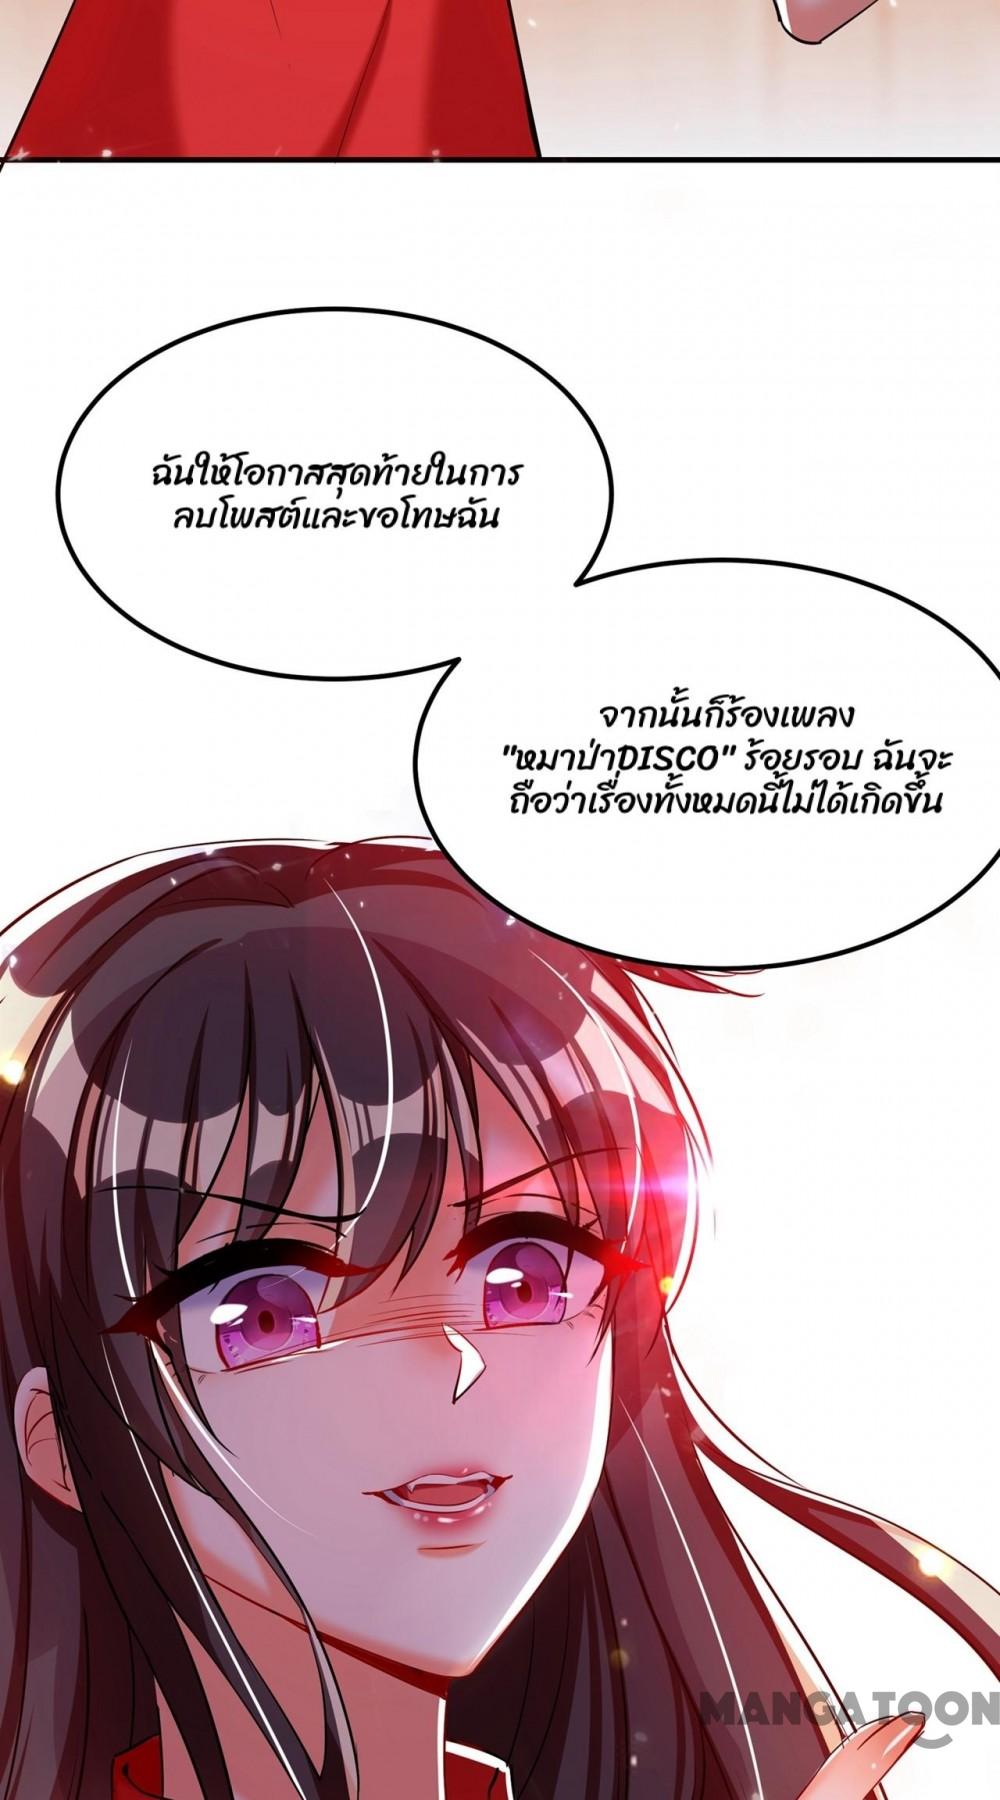 ฉันให้โอกาสสุดท้ายในการ
ลบโพสต์และขอโทษฉัน
จากนั้นก็ร้องเพลง
"หมาป่าDISCO" ร้อยรอบ ฉันจะ
ถือว่าเรื่องทั้งหมดนี้ไม่ได้เกิดขึ้น
MANGATOON